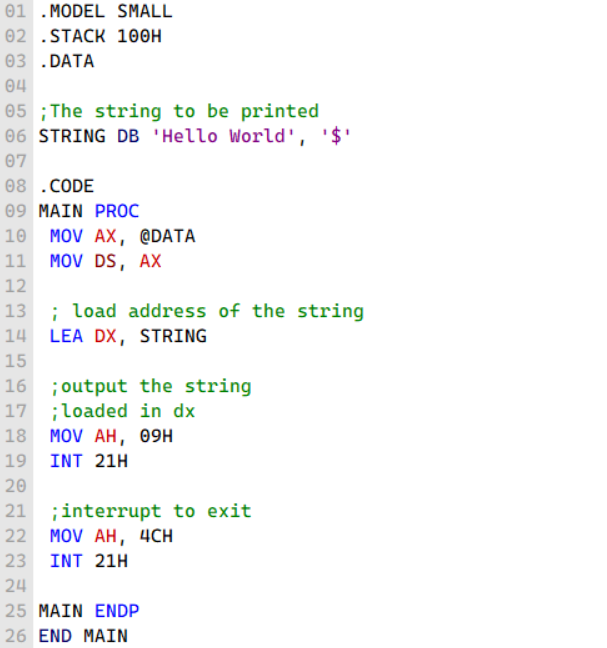 01 .MODEL SMALL
02 .STACK 100H
03 .DATA
04
05 ;The string to be printed
06 STRING DB 'Hello World', '$'
07
08 .CODE
09 MAIN PROC
10  MOV AX, @DATA
11  MOV DS, AX
12
13  ; load address of the string
14  LEA DX, STRING
15
16  ;output the string
17  ;loaded in dx
18  MOV AH, 09H
19  INT 21H
20
21  ;interrupt to exit
22  MOV AH, 4CH
23  INT 21H
24
25 MAIN ENDP
26 END MAIN